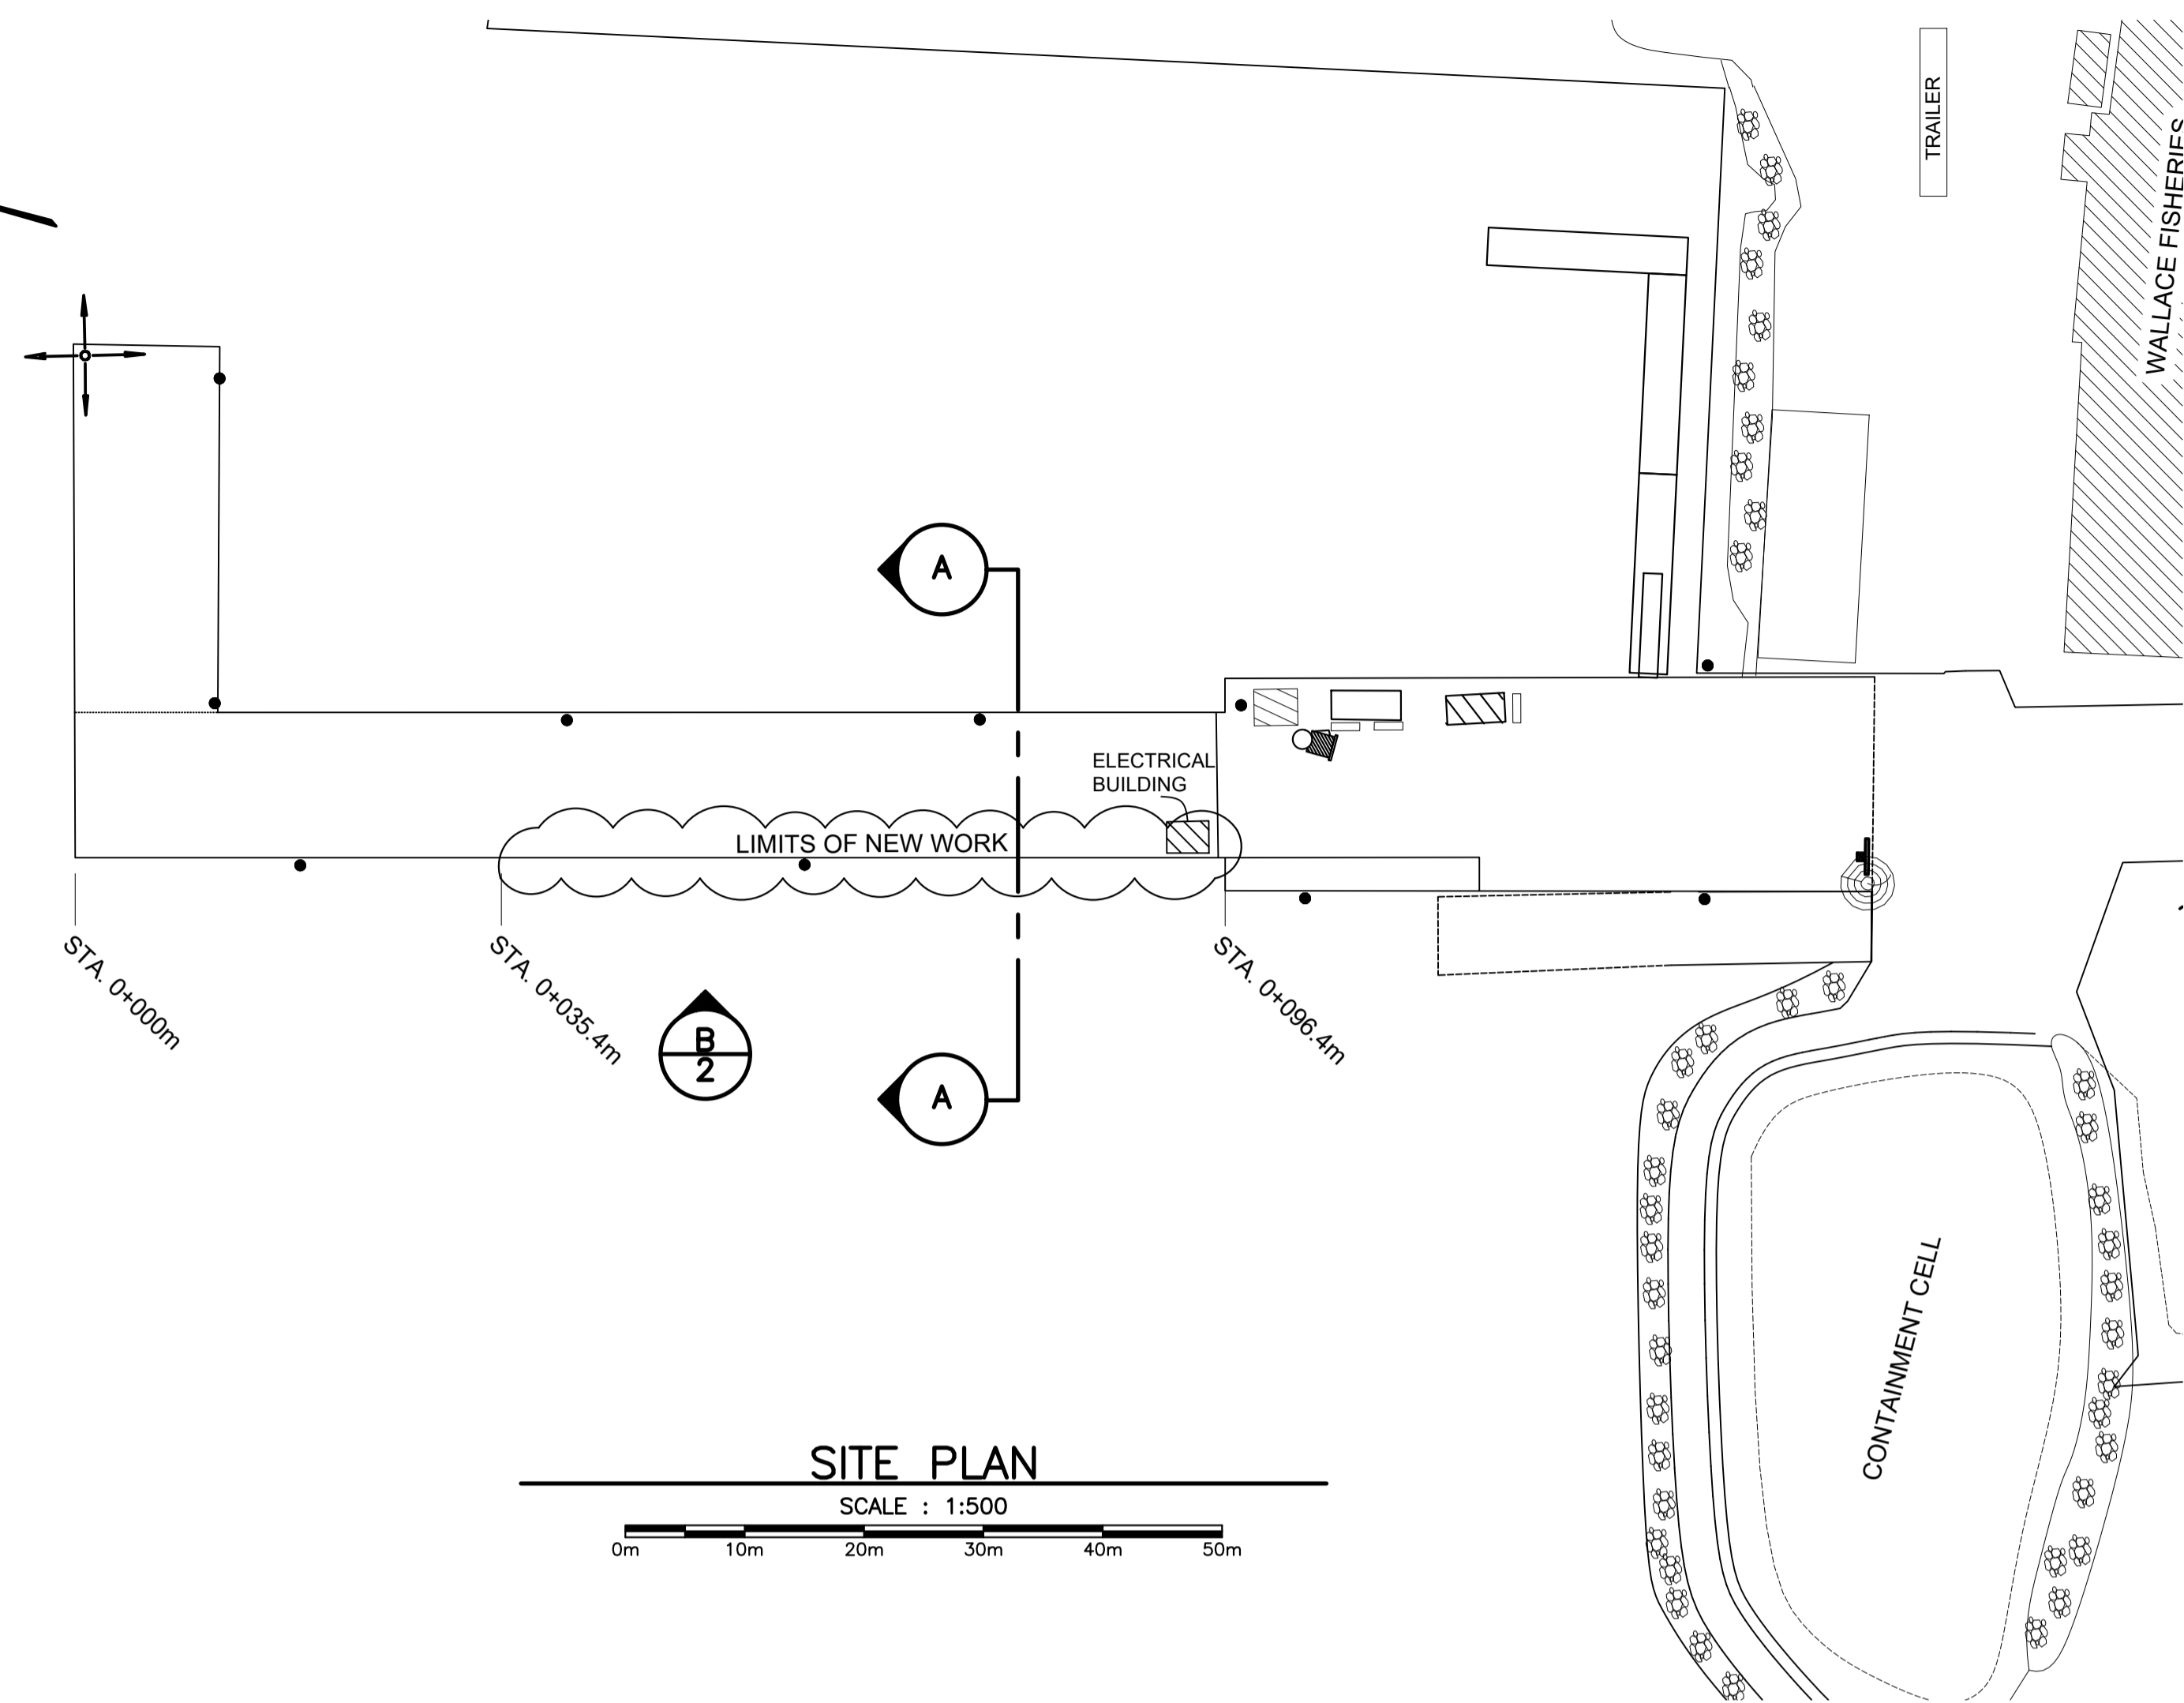 TRAILER
WALLACE FISHERIES
A
ELECTRICAL
BUILDING
LIMITS OF NEW WORK
STA. 0+000m
STA. 0+035.4m
STA. 0+096.4m
B
2
A
CONTAINMENT CELL
SITE PLAN
SCALE : 1:500
0m 10m 20m 30m 40m 50m